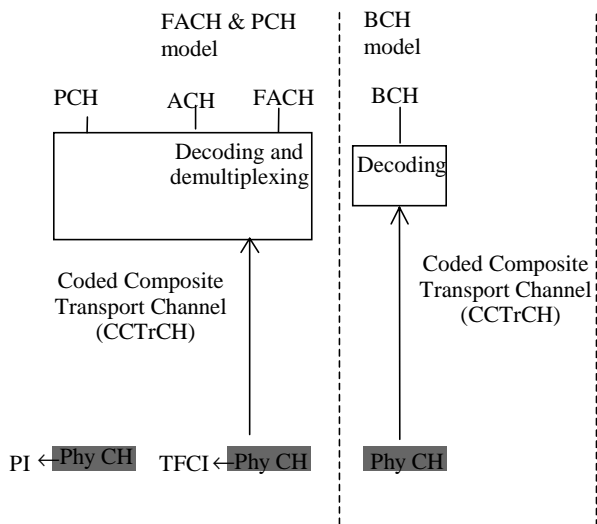 FACH & PCH
model
BCH
model
PCH
ACH
FACH
BCH
Decoding and
demultiplexing
Decoding
Coded Composite
Transport Channel
(CCTrCH)
Coded Composite
Transport Channel
(CCTrCH)
PI
Phy CH
TFCI
Phy CH
Phy CH